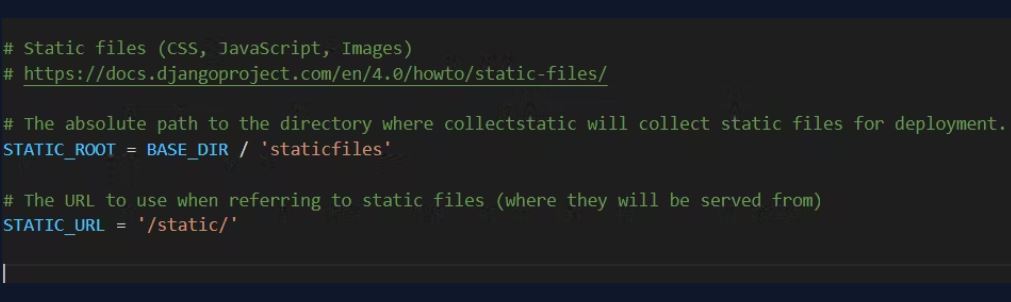 # Static files (CSS, JavaScript, Images)
# https://docs.djangoproject.com/en/4.0/howto/static-files/
# The absolute path to the directory where collectstatic will collect static files for deployment.
STATIC_ROOT = BASE_DIR / 'staticfiles'
# The URL to use when referring to static files (where they will be served from)
STATIC_URL = '/static/'